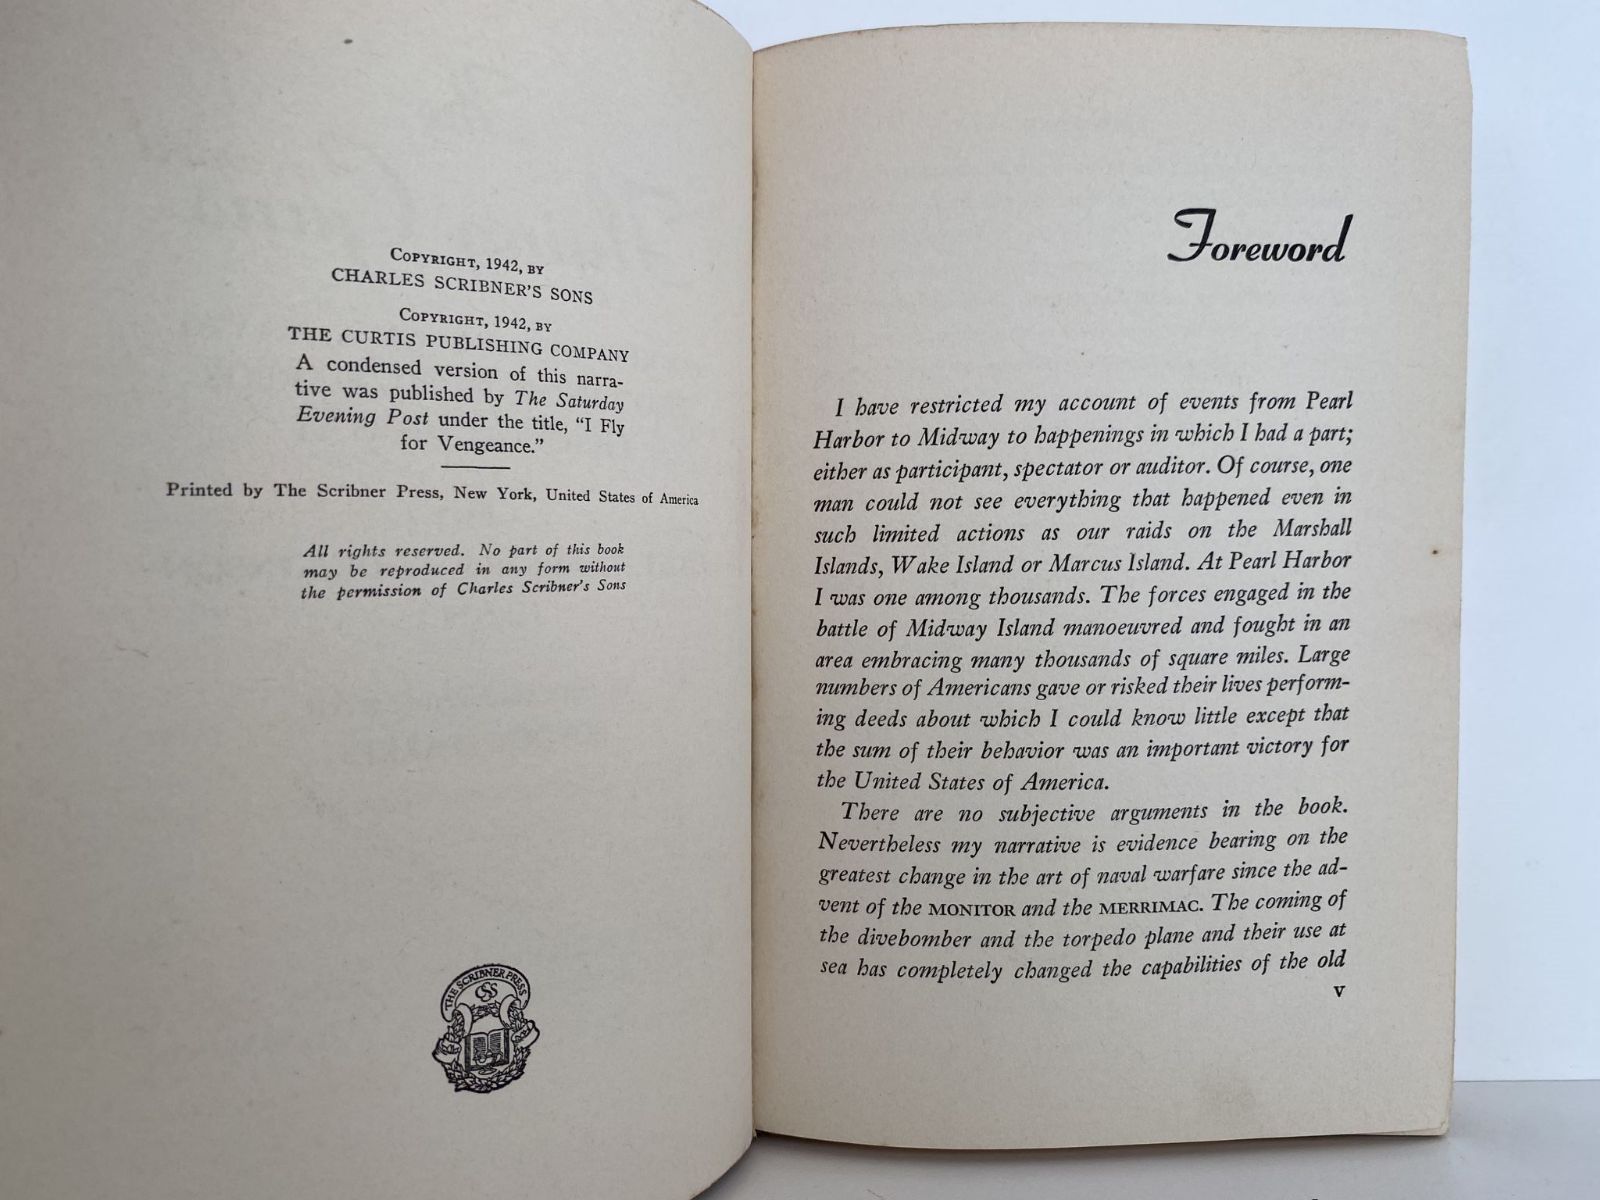 COPYRIGHT, 1942, BY
CHARLES SCRIBNER'S SONS
COPYRIGHT, 1942, BY
THE CURTIS PUBLISHING COMPANY
A condensed version of this narra-
tive was published by The Saturday
Evening Post under the title, "I Fly
for Vengeance."
Printed by The Scribner Press, New York, United States of America
All rights reserved. No part of this book
may be reproduced in any form without
the permission of Charles Scribner's Sons
THE SCRIBNER PRESS
CSS
Foreword
I have restricted my account of events from Pearl
Harbor to Midway to happenings in which I had a part;
either as participant, spectator or auditor. Of course, one
man could not see everything that happened even in
such limited actions as our raids on the Marshall
Islands, Wake Island or Marcus Island. At Pearl Harbor
I was one among thousands. The forces engaged in the
battle of Midway Island manoeuvred and fought in an
area embracing many thousands of square miles. Large
numbers of Americans gave or risked their lives perform-
ing deeds about which I could know little except that
the sum of their behavior was an important victory for
the United States of America.
There are no subjective arguments in the book.
Nevertheless my narrative is evidence bearing on the
greatest change in the art of naval warfare since the ad-
vent of the MONITOR and the MERRIMAC. The coming of
the divebomber and the torpedo plane and their use at
sea has completely changed the capabilities of the old
v